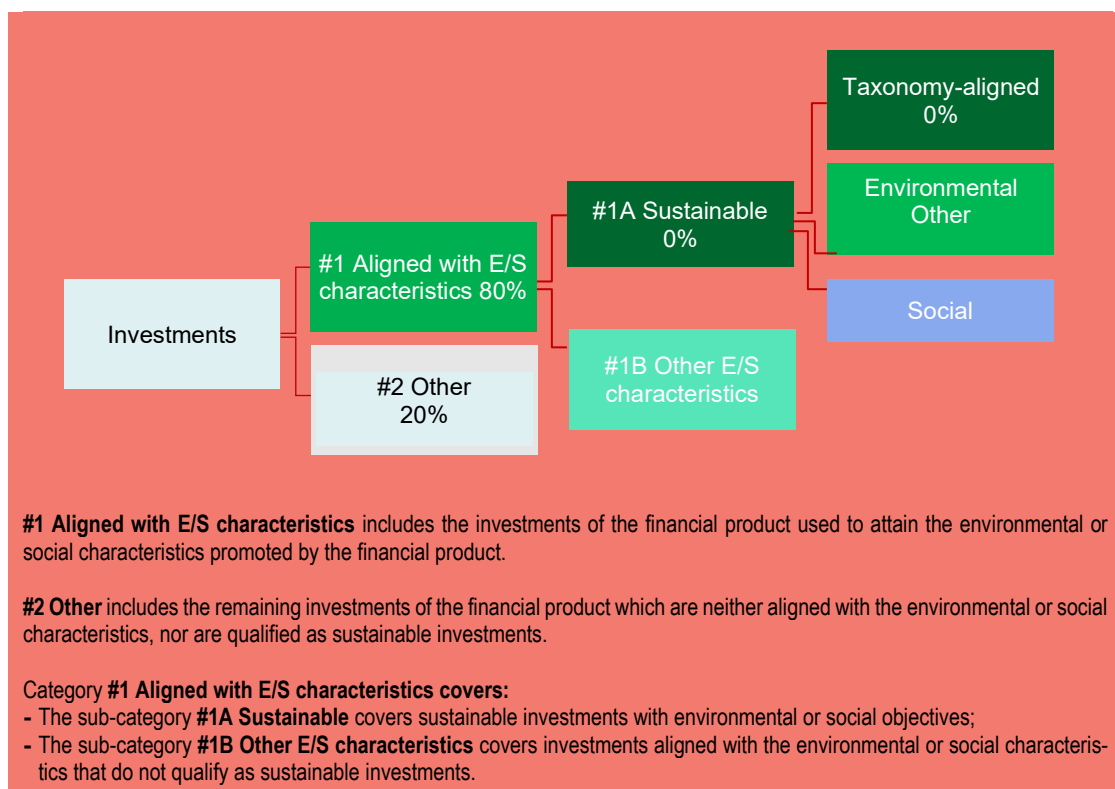 Taxonomy-aligned
0%
Environmental
Other
#1A Sustainable
0%
#1 Aligned with E/S
characteristics 80%
Social
Investments
#1B Other E/S
characteristics
#2 Other
20%
#1 Aligned with E/S characteristics includes the investments of the financial product used to attain the environmental or
social characteristics promoted by the financial product.
#2 Other includes the remaining investments of the financial product which are neither aligned with the environmental or social
characteristics, nor are qualified as sustainable investments.
Category #1 Aligned with E/S characteristics covers:
- The sub-category #1A Sustainable covers sustainable investments with environmental or social objectives;
- The sub-category #1B Other E/S characteristics covers investments aligned with the environmental or social characteris-
tics that do not qualify as sustainable investments.